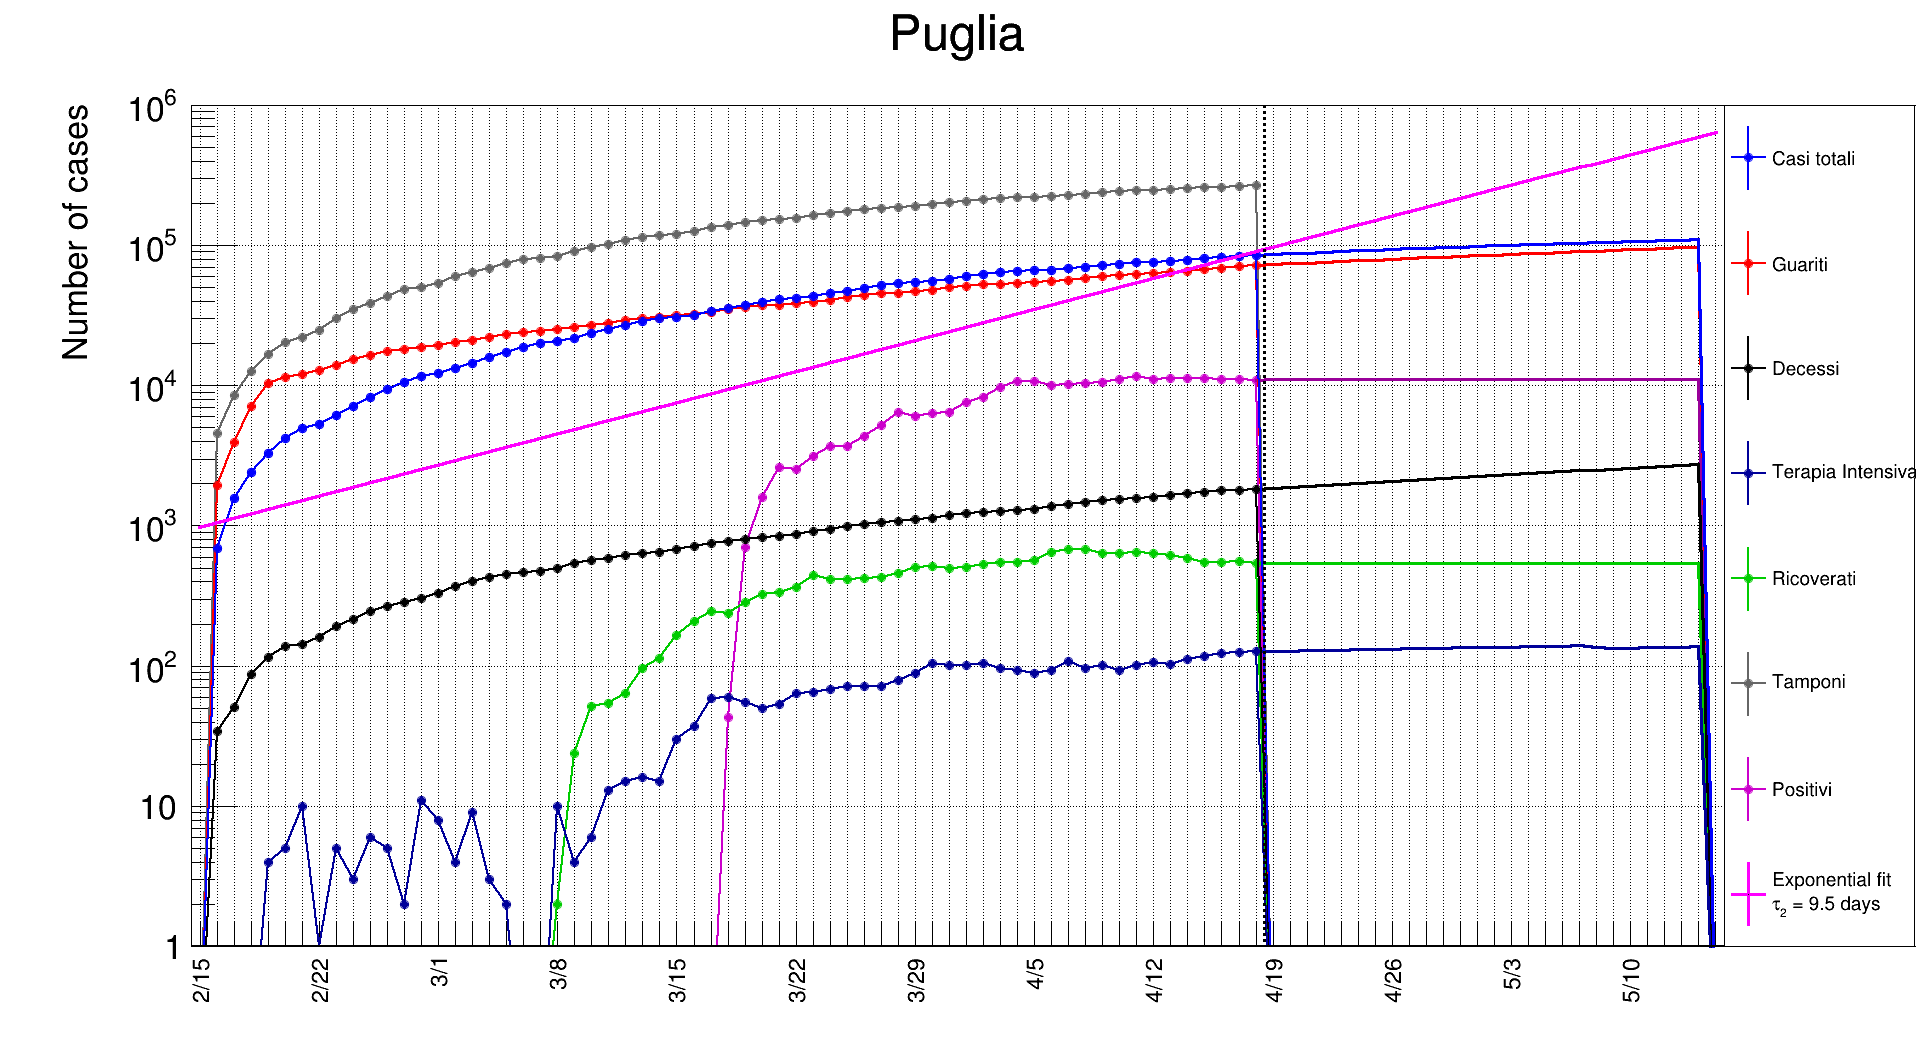 Puglia
Number of cases
10^6
10^5
10^4
10^3
10^2
10
1
2/15
2/22
3/1
3/8
3/15
3/22
3/29
4/5
4/12
4/19
4/26
5/3
5/10
Casi totali
Guariti
Decessi
Terapia Intensiva
Ricoverati
Tamponi
Positivi
Exponential fit
τ₂ = 9.5 days